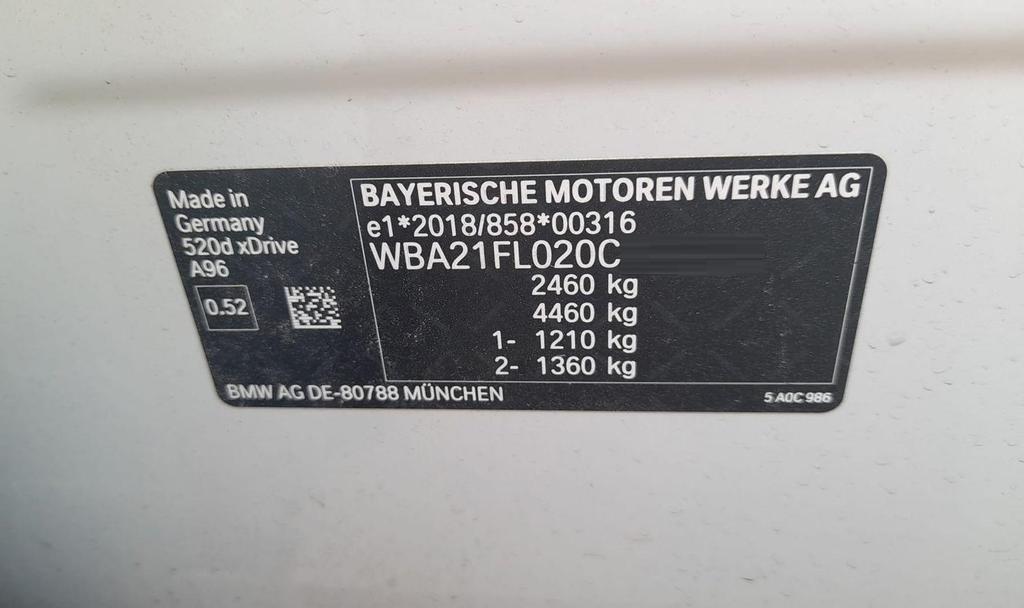 Made in
Germany
520d xDrive
A96
0.52
BAYERISCHE MOTOREN WERKE AG
e1*2018/858*00316
WBA21FL020C
2460 kg
4460 kg
1- 1210 kg
2- 1360 kg
BMW AG DE-80788 MÜNCHEN
5 A0C 986